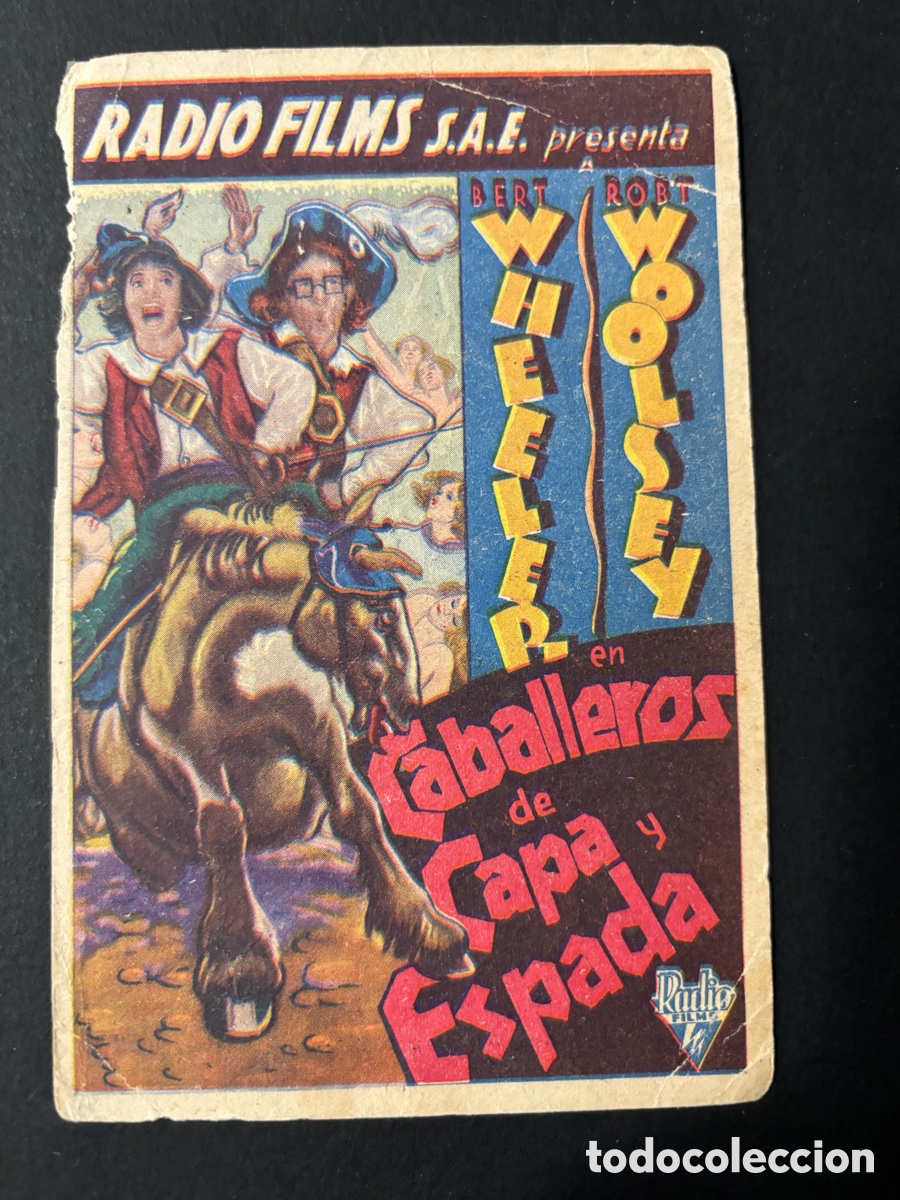 RADIO FILMS S.A.E. presenta
A
BERT WHEELER
ROBT WOOLSEY
en
Caballeros
de
Capa y
Espada
Radio
FILMS
todocoleccion